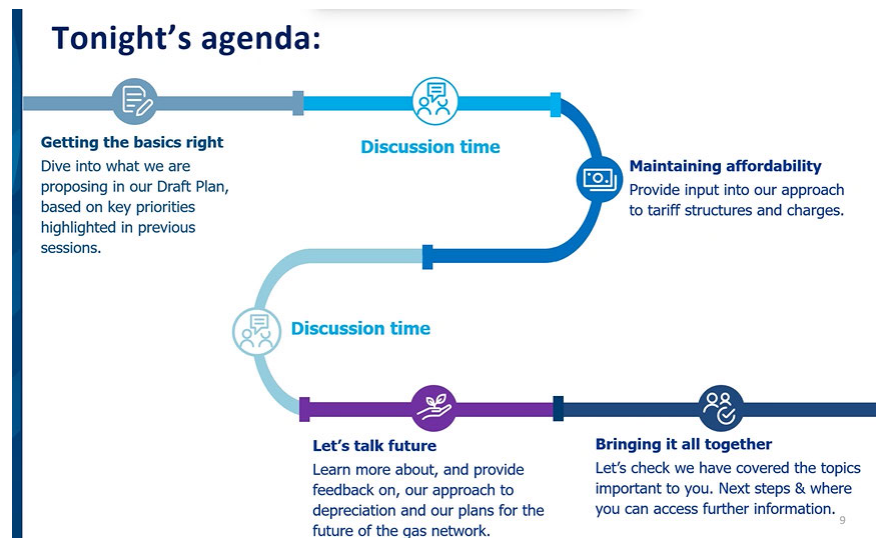 Tonight’s agenda:
Getting the basics right
Dive into what we are
proposing in our Draft Plan,
based on key priorities
highlighted in previous
sessions.
Discussion time
Maintaining affordability
Provide input into our approach
to tariff structures and charges.
Discussion time
Let’s talk future
Learn more about, and provide
feedback on, our approach to
depreciation and our plans for the
future of the gas network.
Bringing it all together
Let’s check we have covered the topics
important to you. Next steps & where
you can access further information.
9